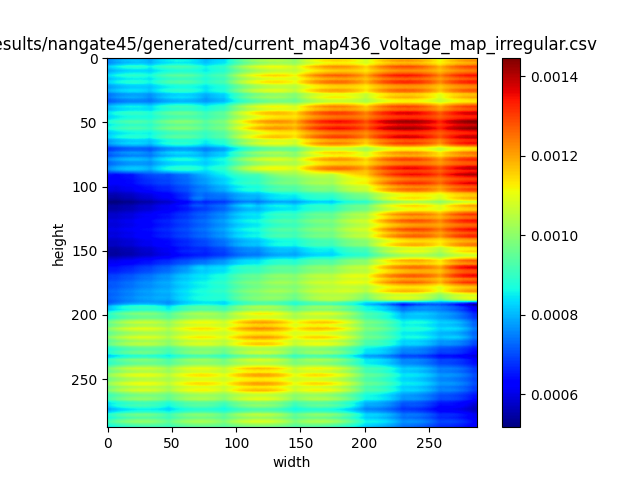 esults/nangate45/generated/current_map436_voltage_map_irregular.csv
0
50
100
150
200
250
height
0 50 100 150 200 250
width
0.0014
0.0012
0.0010
0.0008
0.0006